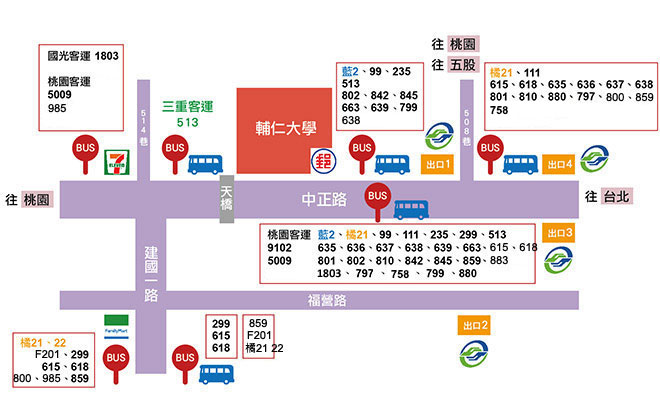 往 桃園
往 五股
國光客運 1803
桃園客運
5009
985
514巷
三重客運
513
輔仁大學
郵
藍2、99、235
513
802、842、845
663、639、799
638
508巷
橘21、111
615、618、635、636、637、638
801、810、880、797、800、859
758
BUS
7
ELEVEN
BUS
BUS
出口1
BUS
出口4
往 桃園
天橋
中正路
BUS
往 台北
建國一路
桃園客運
9102
5009
藍2、橘21、99、111、235、299、513
635、636、637、638、639、663、615、618
801、802、810、842、845、859、883
1803、797、758、799、880
出口3
福營路
FamilyMart
橘21、22
F201、299
615、618
800、985、859
BUS
BUS
299
615
618
859
F201
橘21 22
出口2